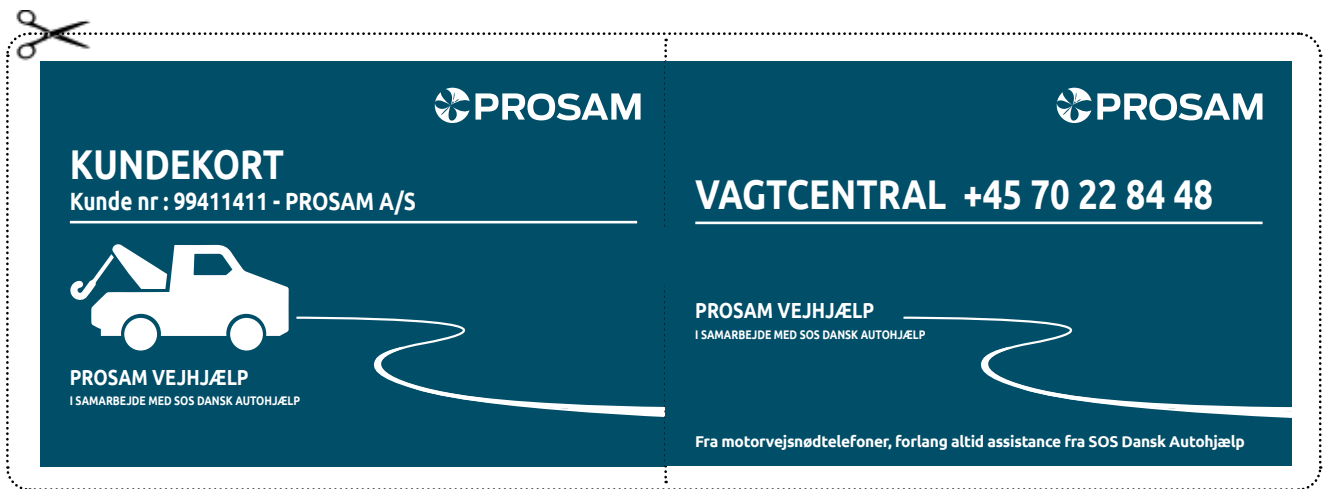 PROSAM
KUNDEKORT
Kunde nr : 99411411 - PROSAM A/S
PROSAM VEJHJÆLP
I SAMARBEJDE MED SOS DANSK AUTOHJÆLP
PROSAM
VAGTCENTRAL +45 70 22 84 48
PROSAM VEJHJÆLP
I SAMARBEJDE MED SOS DANSK AUTOHJÆLP
Fra motorvejsnødtelefoner, forlang altid assistance fra SOS Dansk Autohjælp